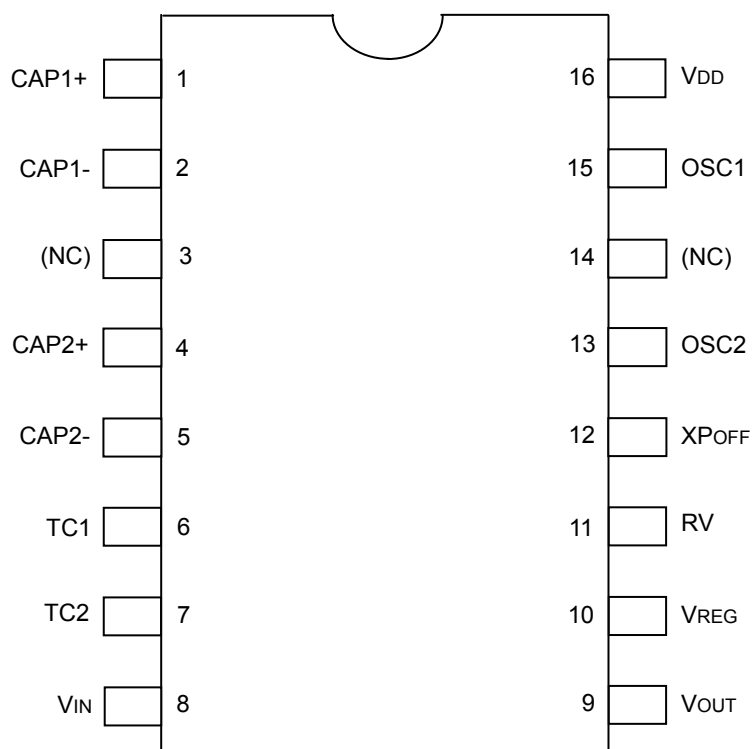 CAP1+ 1 16 VDD
CAP1- 2 15 OSC1
(NC) 3 14 (NC)
CAP2+ 4 13 OSC2
CAP2- 5 12 XPOFF
TC1 6 11 RV
TC2 7 10 VREG
VIN 8 9 VOUT